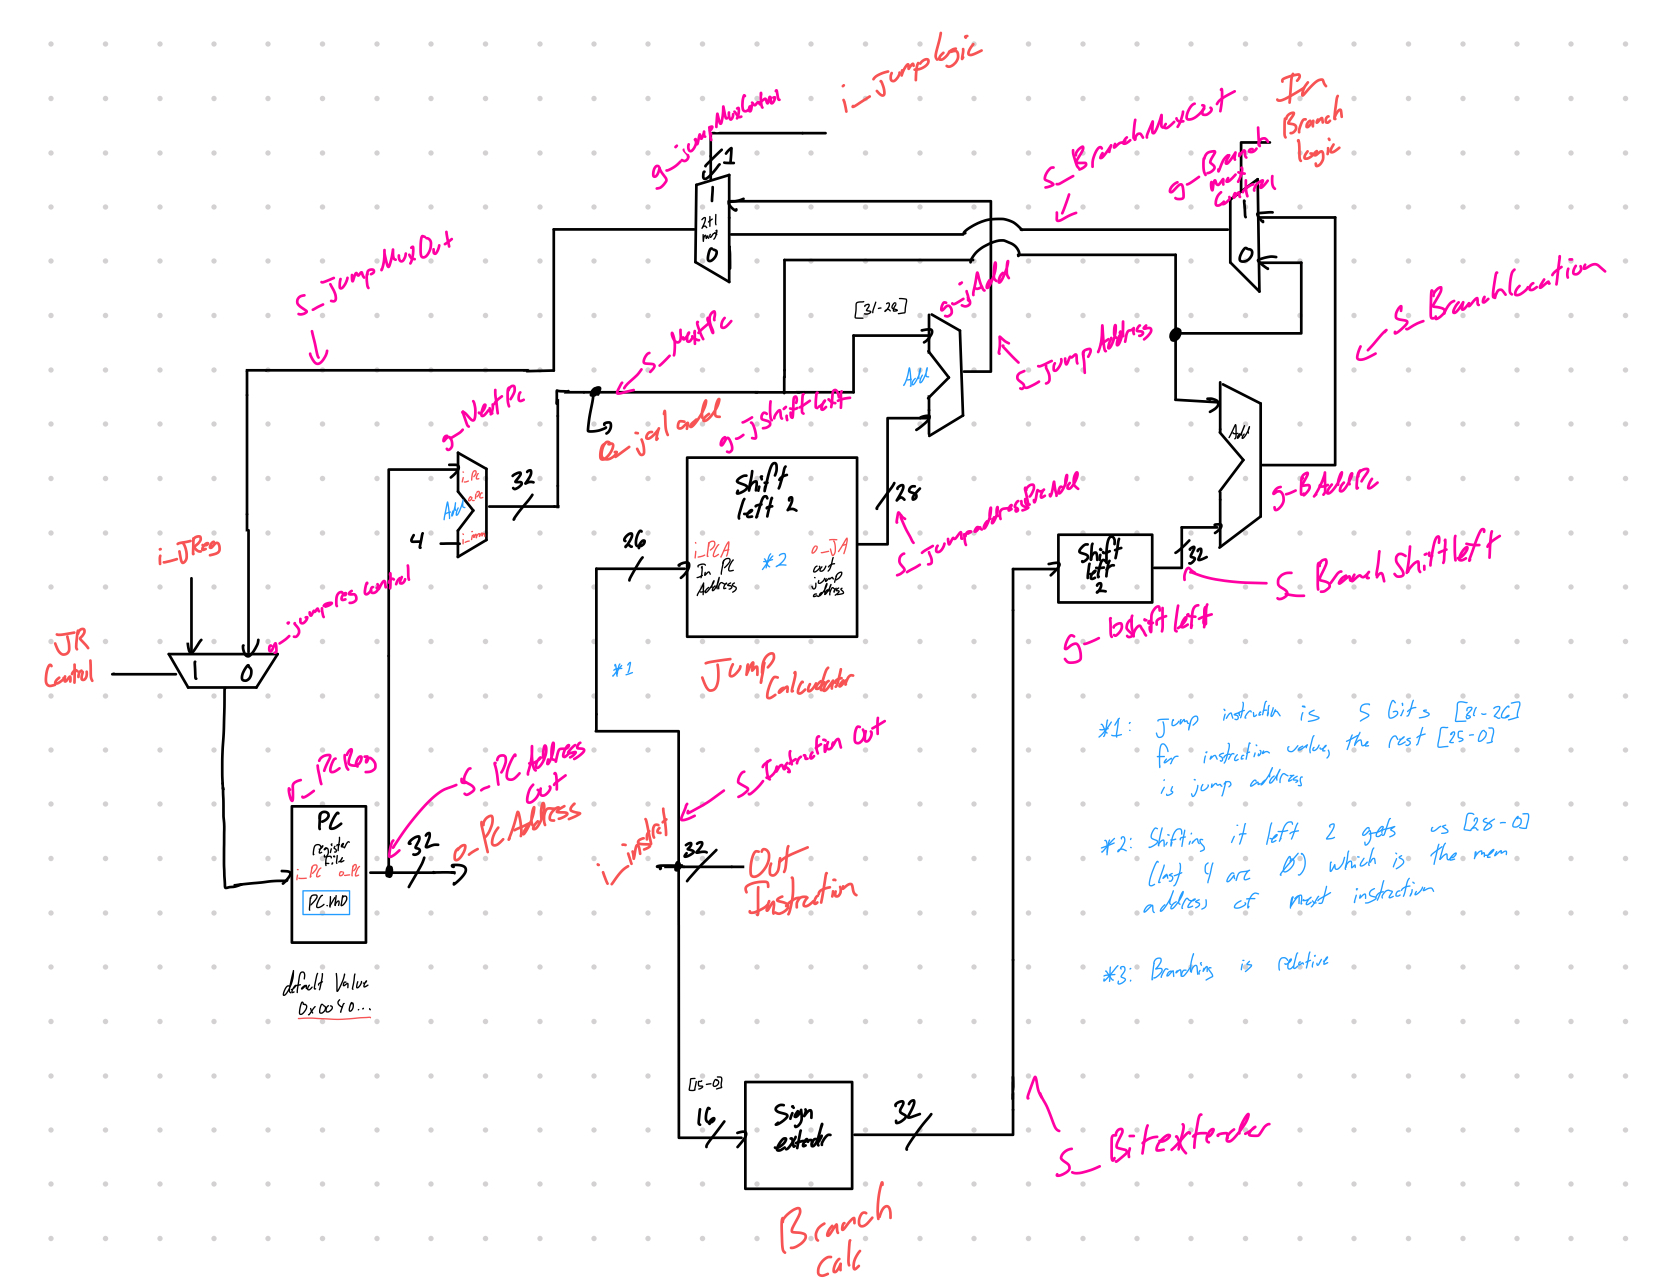 i_Jumplogic
g_jumpMuxControl
1
S_BranchMuxOut
In
Branch
logic
g_Branch
mux
Control
1
2+1
mux
0
1
0
S_JumpMuxOut
S_NextPc
[31-28]
g_jAdd
S_JumpAddress
S_BranchLocation
Add
Add
g_NextPc
o_jal add
g_jShiftleft
i_PC
o_PC
Add
32
4
Shift
left 2
28
S_JumpaddressPreAdd
g_BAddPc
26
i_PCA
In PC
Address
*2
o_JA
out
jump
address
Shift
left
2
32
S_BranchShiftleft
g_bshiftleft
i_JReg
g_jumpregcontrol
JR
Control
1
0
*1
Jump
Calculator
*1: Jump instruction is 5 bits [31-26]
for instruction value, the rest [25-0]
is jump address
*2: Shifting it left 2 gets us [28-0]
(last 4 are 0) which is the mem
address of next instruction
*3: Branching is relative
r_PCReg
S_PCAddress
Out
o_PCAddress
S_Instruction Out
PC
register
file
i_PC
o_PC
PC.vhD
32
i_instrct
32
Out
Instruction
default Value
0x0040...
[15-0]
16
Sign
extender
32
S_Bitextender
Branch
calc